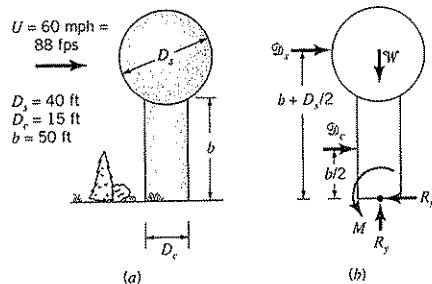 U = 60 mph =
88 fps
D_s = 40 ft
D_c = 15 ft
b = 50 ft
D_s
b
D_c
(a)
𝒟_s
𝒲
b + D_s/2
𝒟_c
b/2
M
R_y
(b)